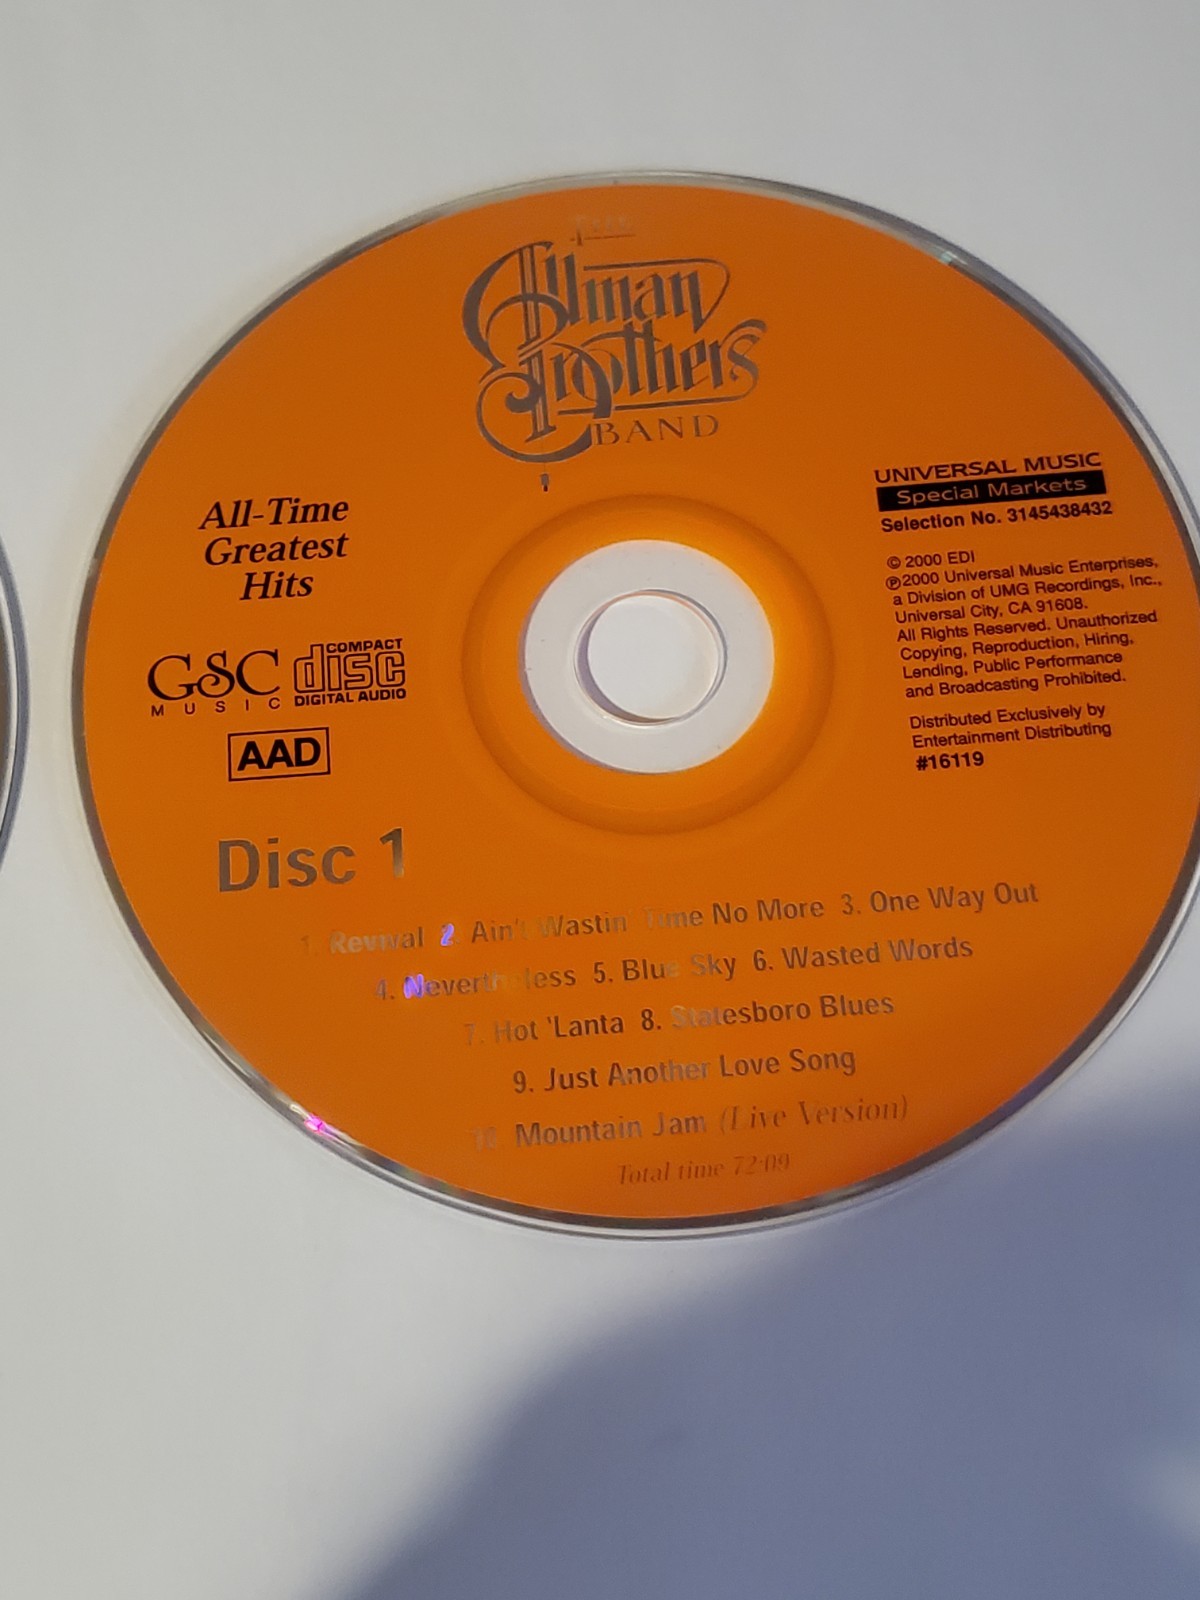 The
Allman
Brothers
BAND
All-Time
Greatest
Hits
GSC
MUSIC
COMPACT
disc
DIGITAL AUDIO
AAD
UNIVERSAL MUSIC
Special Markets
Selection No. 3145438432
© 2000 EDI
℗2000 Universal Music Enterprises,
a Division of UMG Recordings, Inc.,
Universal City, CA 91608.
All Rights Reserved. Unauthorized
Copying, Reproduction, Hiring,
Lending, Public Performance
and Broadcasting Prohibited.
Distributed Exclusively by
Entertainment Distributing
#16119
Disc 1
1. Revival 2. Ain't Wastin' Time No More 3. One Way Out
4. Nevertheless 5. Blue Sky 6. Wasted Words
7. Hot 'Lanta 8. Statesboro Blues
9. Just Another Love Song
10. Mountain Jam (Live Version)
Total time 72:09